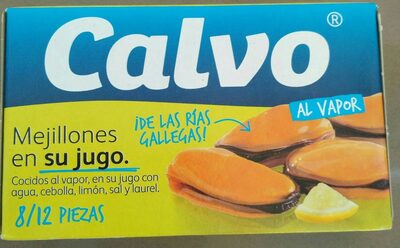 Calvo®
AL VAPOR
¡DE LAS RÍAS
GALLEGAS!
Mejillones
en su jugo.
Cocidos al vapor, en su jugo con
agua, cebolla, limón, sal y laurel.
8/12 PIEZAS